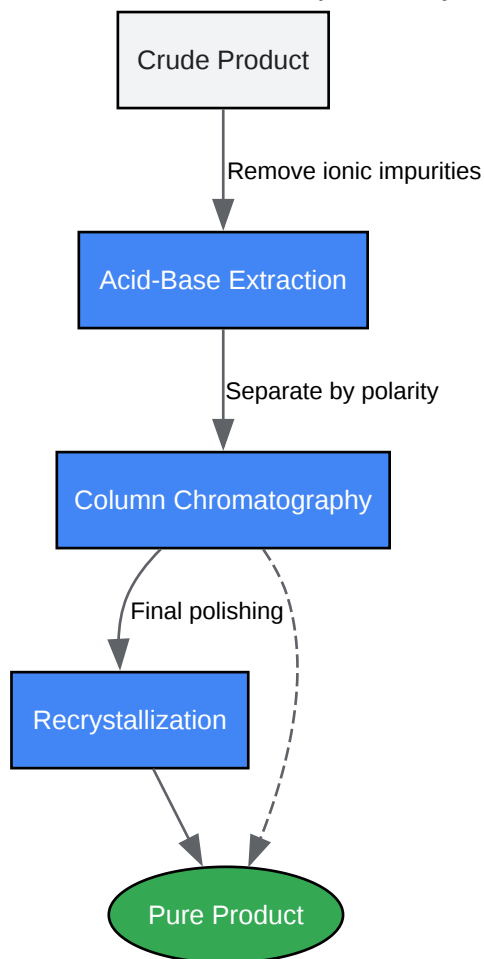 Crude Product
Remove ionic impurities
Acid-Base Extraction
Separate by polarity
Column Chromatography
Final polishing
Recrystallization
Pure Product